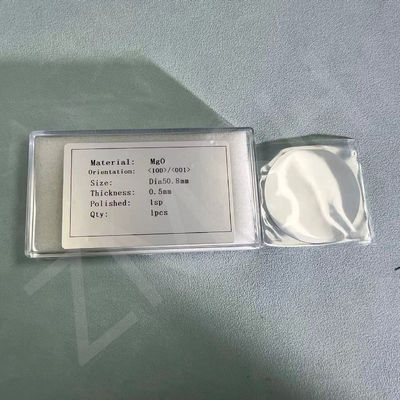 Material: MgO
Orientation: <100>/<001>
Size: Dia50.8mm
Thickness: 0.5mm
Polished: 1sp
Qty: 1pcs